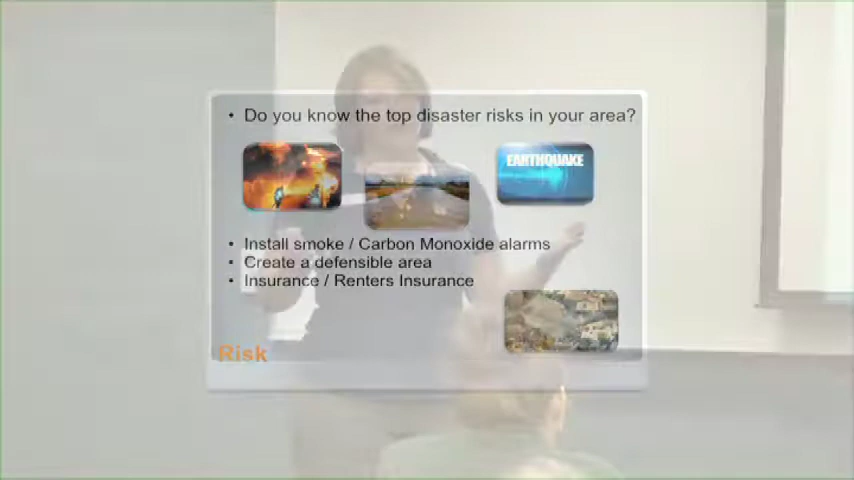 • Do you know the top disaster risks in your area?
EARTHQUAKE
• Install smoke / Carbon Monoxide alarms
• Create a defensible area
• Insurance / Renters Insurance
Risk